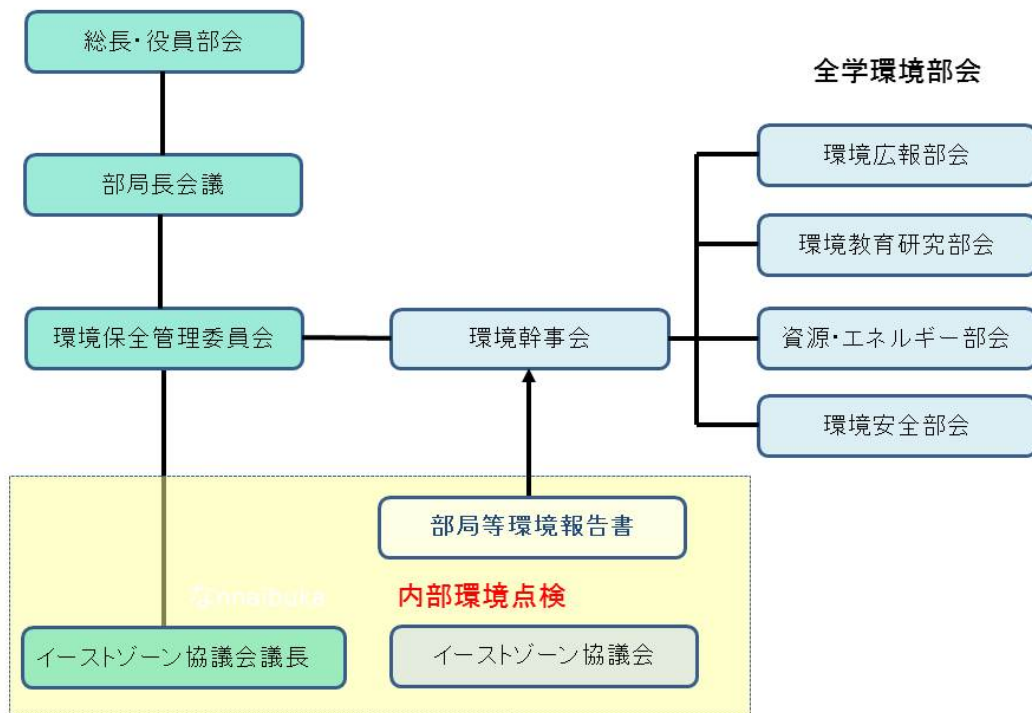 総長・役員部会
全学環境部会
環境広報部会
部局長会議
環境教育研究部会
環境保全管理委員会
環境幹事会
資源・エネルギー部会
環境安全部会
部局等環境報告書
内部環境点検
イーストゾーン協議会議長
イーストゾーン協議会